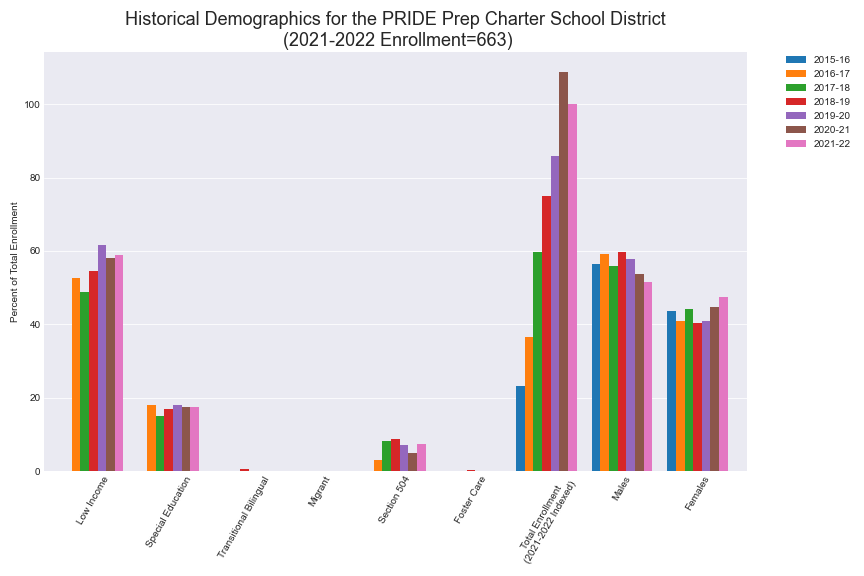 Historical Demographics for the PRIDE Prep Charter School District
(2021-2022 Enrollment=663)
2015-16
2016-17
2017-18
2018-19
2019-20
2020-21
2021-22
Percent of Total Enrollment
100
80
60
40
20
0
Low Income
Special Education
Transitional Bilingual
Migrant
Section 504
Foster Care
Total Enrollment
(2021-2022 Indexed)
Males
Females